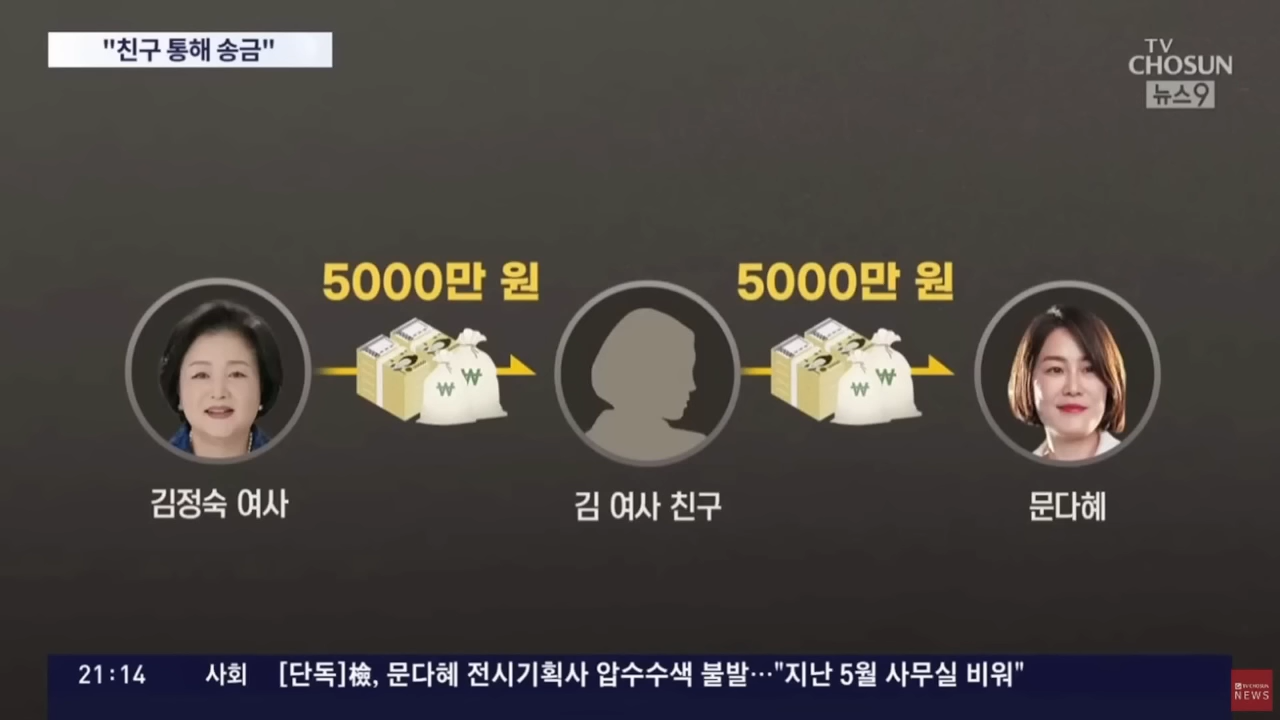 "친구 통해 송금"
TV
CHOSUN
뉴스9
5000만 원
5000만 원
₩ ₩
₩ ₩
김정숙 여사
김 여사 친구
문다혜
21:14 사회 [단독]檢, 문다혜 전시기획사 압수수색 불발…"지난 5월 사무실 비워"
TV CHOSUN
NEWS